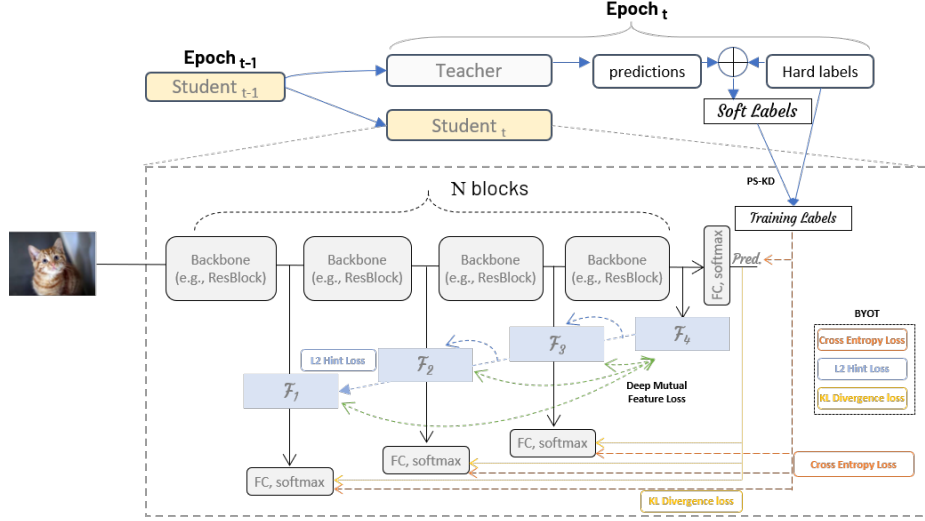 Epoch t
Epoch t-1
Student t-1
Teacher
predictions
Hard labels
Soft Labels
Student t
PS-KD
N blocks
Training Labels
Backbone
(e.g., ResBlock)
Backbone
(e.g., ResBlock)
Backbone
(e.g., ResBlock)
Backbone
(e.g., ResBlock)
FC, softmax
Pred.
BYOT
Cross Entropy Loss
L2 Hint Loss
KL Divergence loss
L2 Hint Loss
F1
F2
F3
F4
Deep Mutual
Feature Loss
FC, softmax
FC, softmax
FC, softmax
Cross Entropy Loss
KL Divergence loss